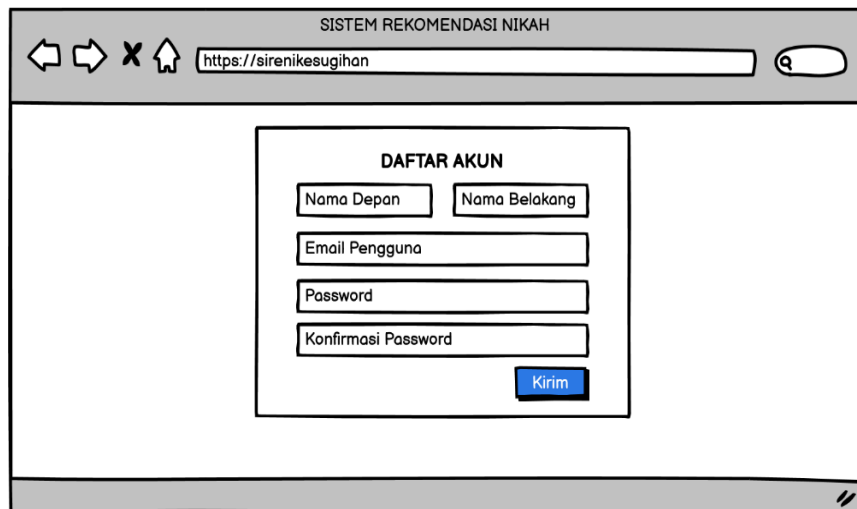 SISTEM REKOMENDASI NIKAH
https://sirenikesugihan
DAFTAR AKUN
Nama Depan Nama Belakang
Email Pengguna
Password
Konfirmasi Password
Kirim